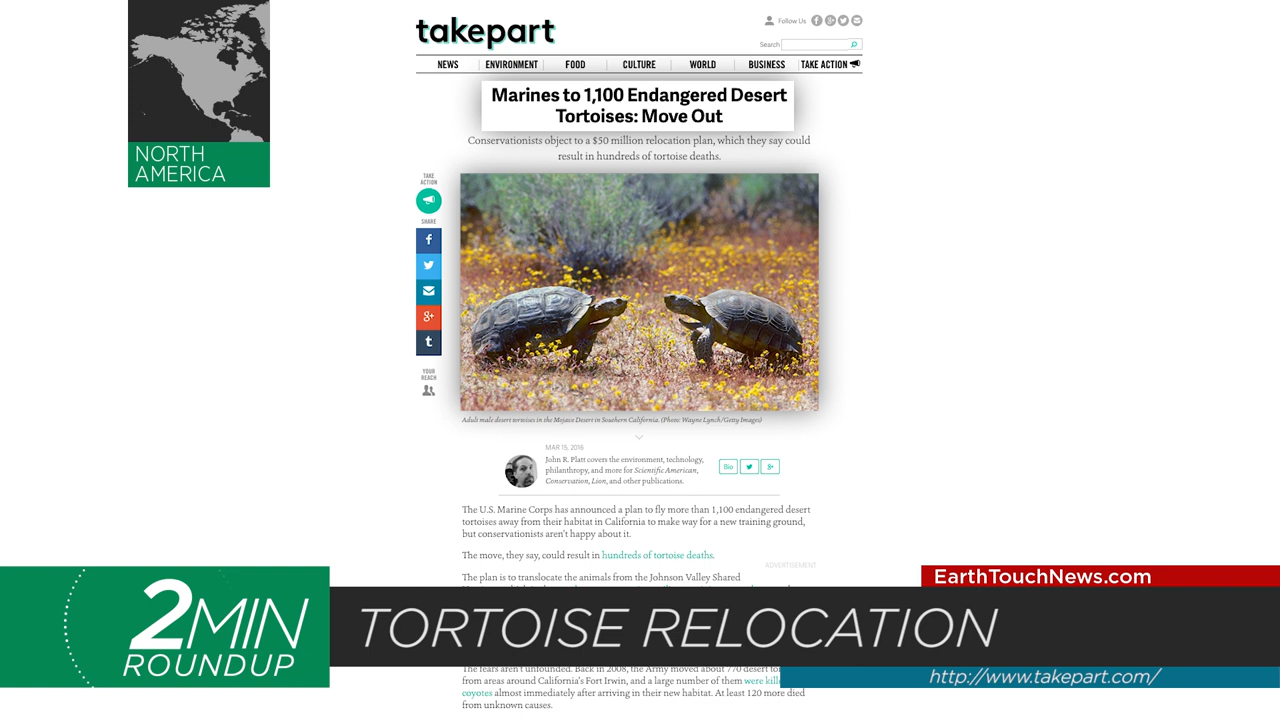 NORTH
AMERICA
takepart
Follow Us
Search
NEWS
ENVIRONMENT
FOOD
CULTURE
WORLD
BUSINESS
TAKE ACTION
Marines to 1,100 Endangered Desert
Tortoises: Move Out
Conservationists object to a $50 million relocation plan, which they say could
result in hundreds of tortoise deaths.
TAKE
ACTION
SHARE
YOUR
REACH
Adult male desert tortoises in the Mojave Desert in Southern California. (Photo: Wayne Lynch/Getty Images)
MAR 15, 2016
John R. Platt covers the environment, technology,
philanthropy, and more for Scientific American,
Conservation, Lion, and other publications.
Bio
The U.S. Marine Corps has announced a plan to fly more than 1,100 endangered desert
tortoises away from their habitat in California to make way for a new training ground,
but conservationists aren't happy about it.
The move, they say, could result in hundreds of tortoise deaths.
ADVERTISEMENT
The plan is to translocate the animals from the Johnson Valley Shared
EarthTouchNews.com
2MIN
ROUNDUP
TORTOISE RELOCATION
http://www.takepart.com/
The fears aren't unfounded. Back in 2008, the Army moved about 770 desert
from areas around California's Fort Irwin, and a large number of them were
coyotes almost immediately after arriving in their new habitat. At least 120 more died
from unknown causes.